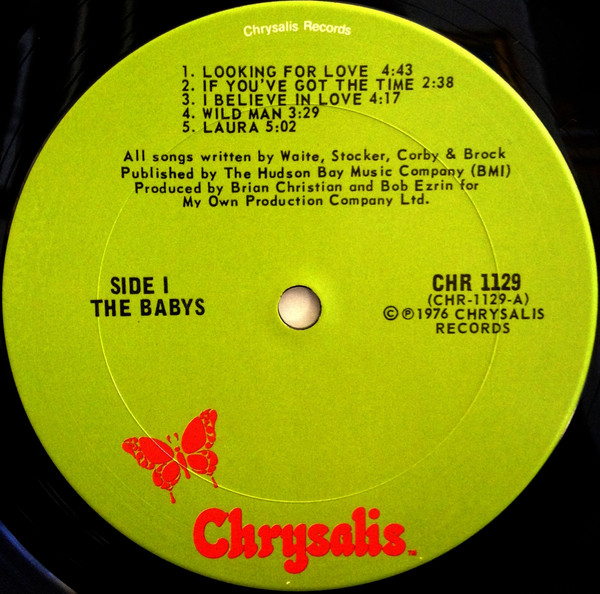 Chrysalis Records
1. LOOKING FOR LOVE 4:43
2. IF YOU'VE GOT THE TIME 2:38
3. I BELIEVE IN LOVE 4:17
4. WILD MAN 3:29
5. LAURA 5:02
All songs written by Waite, Stocker, Corby & Brock
Published by The Hudson Bay Music Company (BMI)
Produced by Brian Christian and Bob Ezrin for
My Own Production Company Ltd.
SIDE I
THE BABYS
CHR 1129
(CHR-1129-A)
©℗1976 CHRYSALIS
RECORDS
Chrysalis™